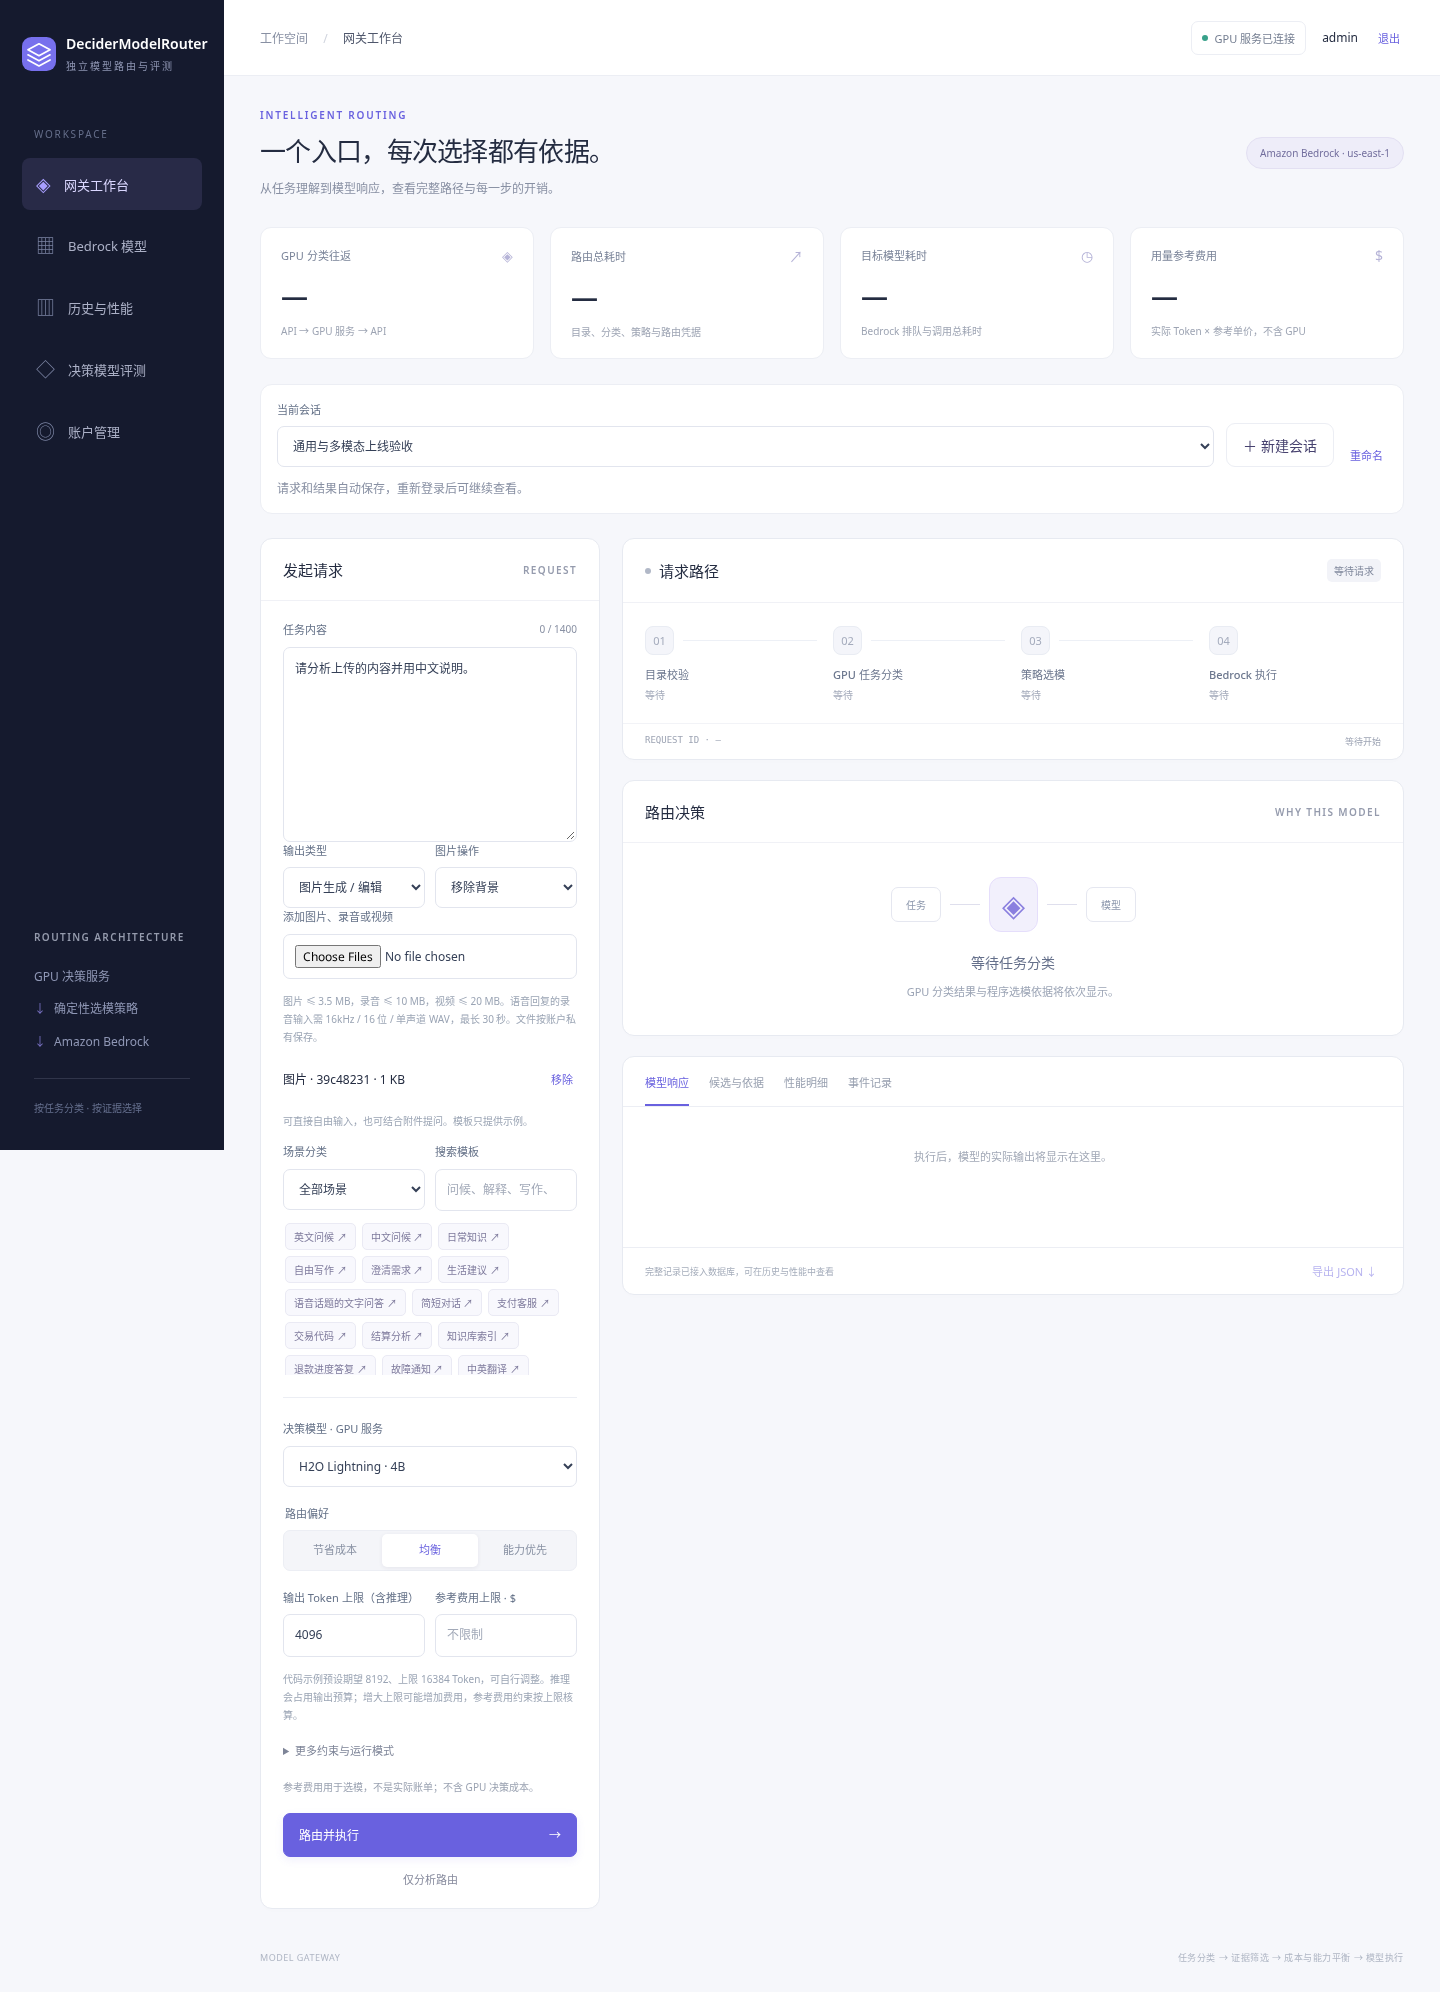 DeciderModelRouter
独立模型路由与评测
WORKSPACE
网关工作台
Bedrock 模型
历史与性能
决策模型评测
账户管理
ROUTING ARCHITECTURE
GPU 决策服务
↓ 确定性选模策略
↓ Amazon Bedrock
按任务分类 · 按证据选择
工作空间 / 网关工作台
GPU 服务已连接 admin 退出
INTELLIGENT ROUTING
一个入口，每次选择都有依据。
Amazon Bedrock · us-east-1
从任务理解到模型响应，查看完整路径与每一步的开销。
GPU 分类往返
—
API → GPU 服务 → API
路由总耗时 ↗
—
目录、分类、策略与路由凭据
目标模型耗时
—
Bedrock 排队与调用总耗时
用量参考费用 $
—
实际 Token × 参考单价，不含 GPU
当前会话
通用与多模态上线验收
＋ 新建会话
重命名
请求和结果自动保存，重新登录后可继续查看。
发起请求 REQUEST
任务内容 0 / 1400
请分析上传的内容并用中文说明。
输出类型 图片操作
图片生成 / 编辑 移除背景
添加图片、录音或视频
Choose Files No file chosen
图片 ≤ 3.5 MB，录音 ≤ 10 MB，视频 ≤ 20 MB。语音回复的录
音输入需 16kHz / 16 位 / 单声道 WAV，最长 30 秒。文件按账户私
有保存。
图片 · 39c48231 · 1 KB 移除
可直接自由输入，也可结合附件提问。模板只提供示例。
场景分类 搜索模板
全部场景 问候、解释、写作、
英文问候 ↗ 中文问候 ↗ 日常知识 ↗
自由写作 ↗ 澄清需求 ↗ 生活建议 ↗
语音话题的文字问答 ↗ 简短对话 ↗ 支付客服 ↗
交易代码 ↗ 结算分析 ↗ 知识库索引 ↗
退款进度答复 ↗ 故障通知 ↗ 中英翻译 ↗
决策模型 · GPU 服务
H2O Lightning · 4B
路由偏好
节省成本 均衡 能力优先
输出 Token 上限（含推理） 参考费用上限 · $
4096 不限制
代码示例预设期望 8192、上限 16384 Token，可自行调整。推理
会占用输出预算；增大上限可能增加费用，参考费用约束按上限核
算。
▶ 更多约束与运行模式
参考费用用于选模，不是实际账单；不含 GPU 决策成本。
路由并执行 →
仅分析路由
请求路径 等待请求
01 02 03 04
目录校验 GPU 任务分类 策略选模 Bedrock 执行
等待 等待 等待 等待
REQUEST ID · — 等待开始
路由决策 WHY THIS MODEL
任务 模型
等待任务分类
GPU 分类结果与程序选模依据将依次显示。
模型响应 候选与依据 性能明细 事件记录
执行后，模型的实际输出将显示在这里。
完整记录已接入数据库，可在历史与性能中查看 导出 JSON ↓
MODEL GATEWAY 任务分类 → 证据筛选 → 成本与能力平衡 → 模型执行